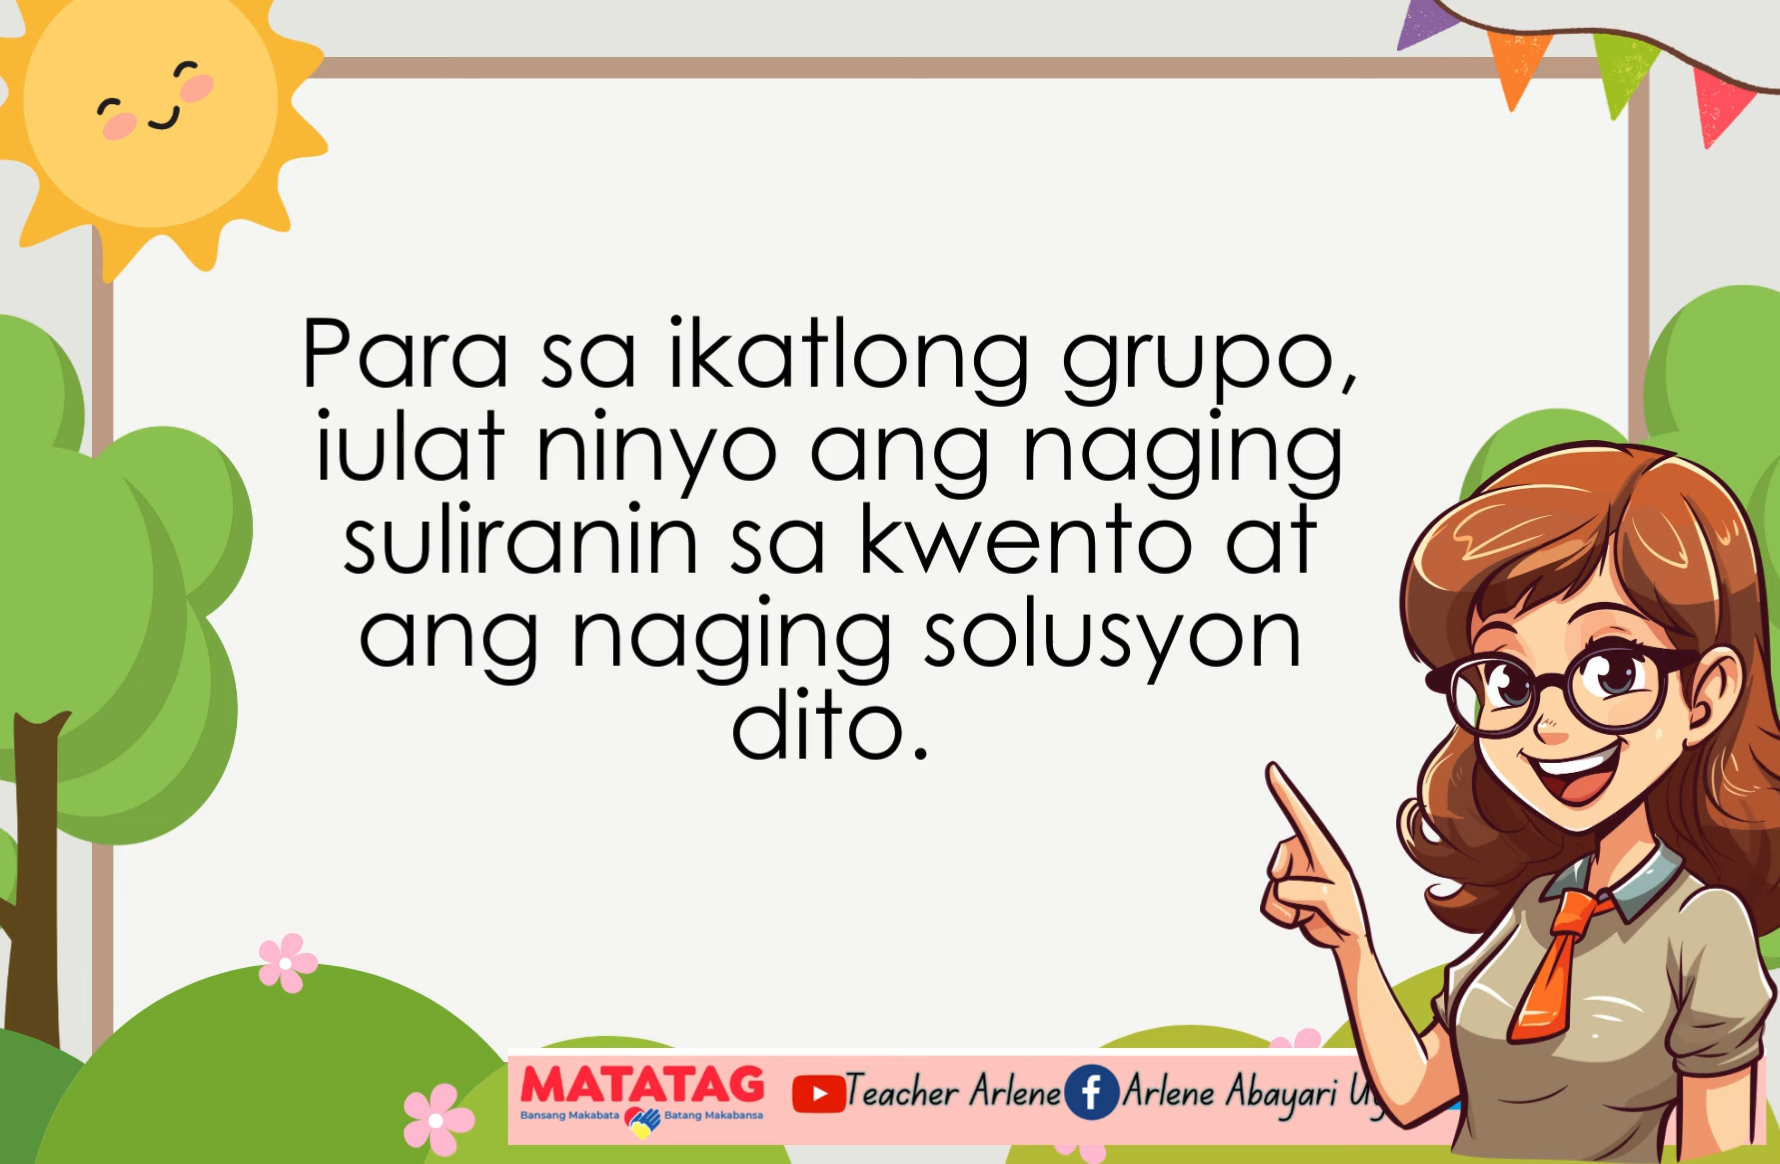 Para sa ikatlong grupo,
iulat ninyo ang naging
suliranin sa kwento at
ang naging solusyon
dito.
MATATAG
Bansang Makabata Batang Makabansa
Teacher Arlene
Arlene Abayari